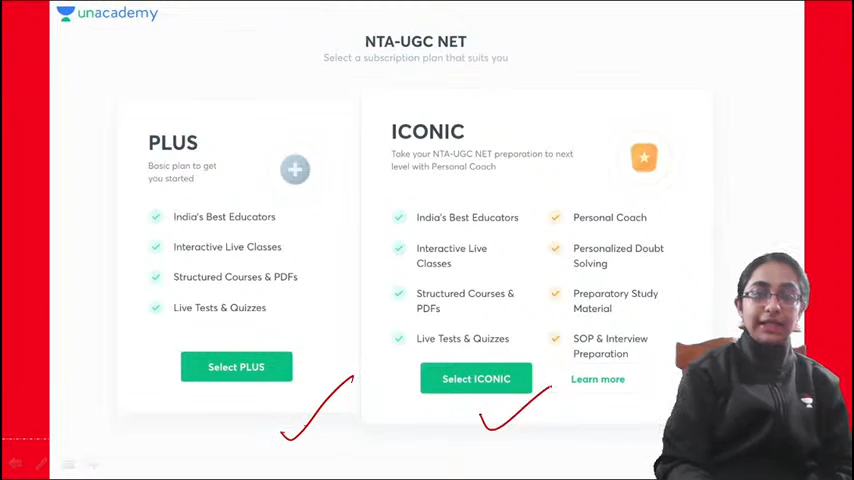 unacademy
NTA-UGC NET
Select a subscription plan that suits you
PLUS
Basic plan to get
you started
India's Best Educators
Interactive Live Classes
Structured Courses & PDFs
Live Tests & Quizzes
Select PLUS
ICONIC
Take your NTA-UGC NET preparation to next
level with Personal Coach
India's Best Educators
Interactive Live
Classes
Structured Courses &
PDFs
Live Tests & Quizzes
Personal Coach
Personalized Doubt
Solving
Preparatory Study
Material
SOP & Interview
Preparation
Select ICONIC
Learn more